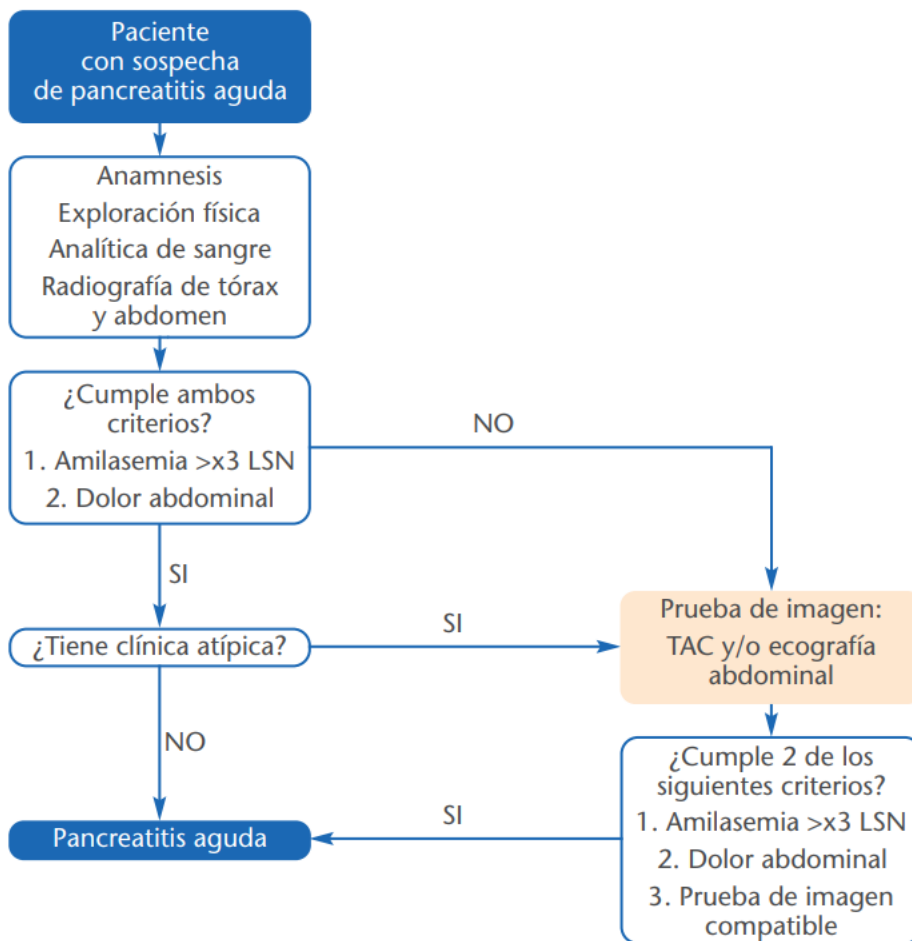 Paciente
con sospecha
de pancreatitis aguda
Anamnesis
Exploración física
Analítica de sangre
Radiografía de tórax
y abdomen
¿Cumple ambos
criterios?
1. Amilasemia >x3 LSN
2. Dolor abdominal
NO
SI
¿Tiene clínica atípica?
SI
Prueba de imagen:
TAC y/o ecografía
abdominal
NO
¿Cumple 2 de los
siguientes criterios?
1. Amilasemia >x3 LSN
2. Dolor abdominal
3. Prueba de imagen
compatible
SI
Pancreatitis aguda